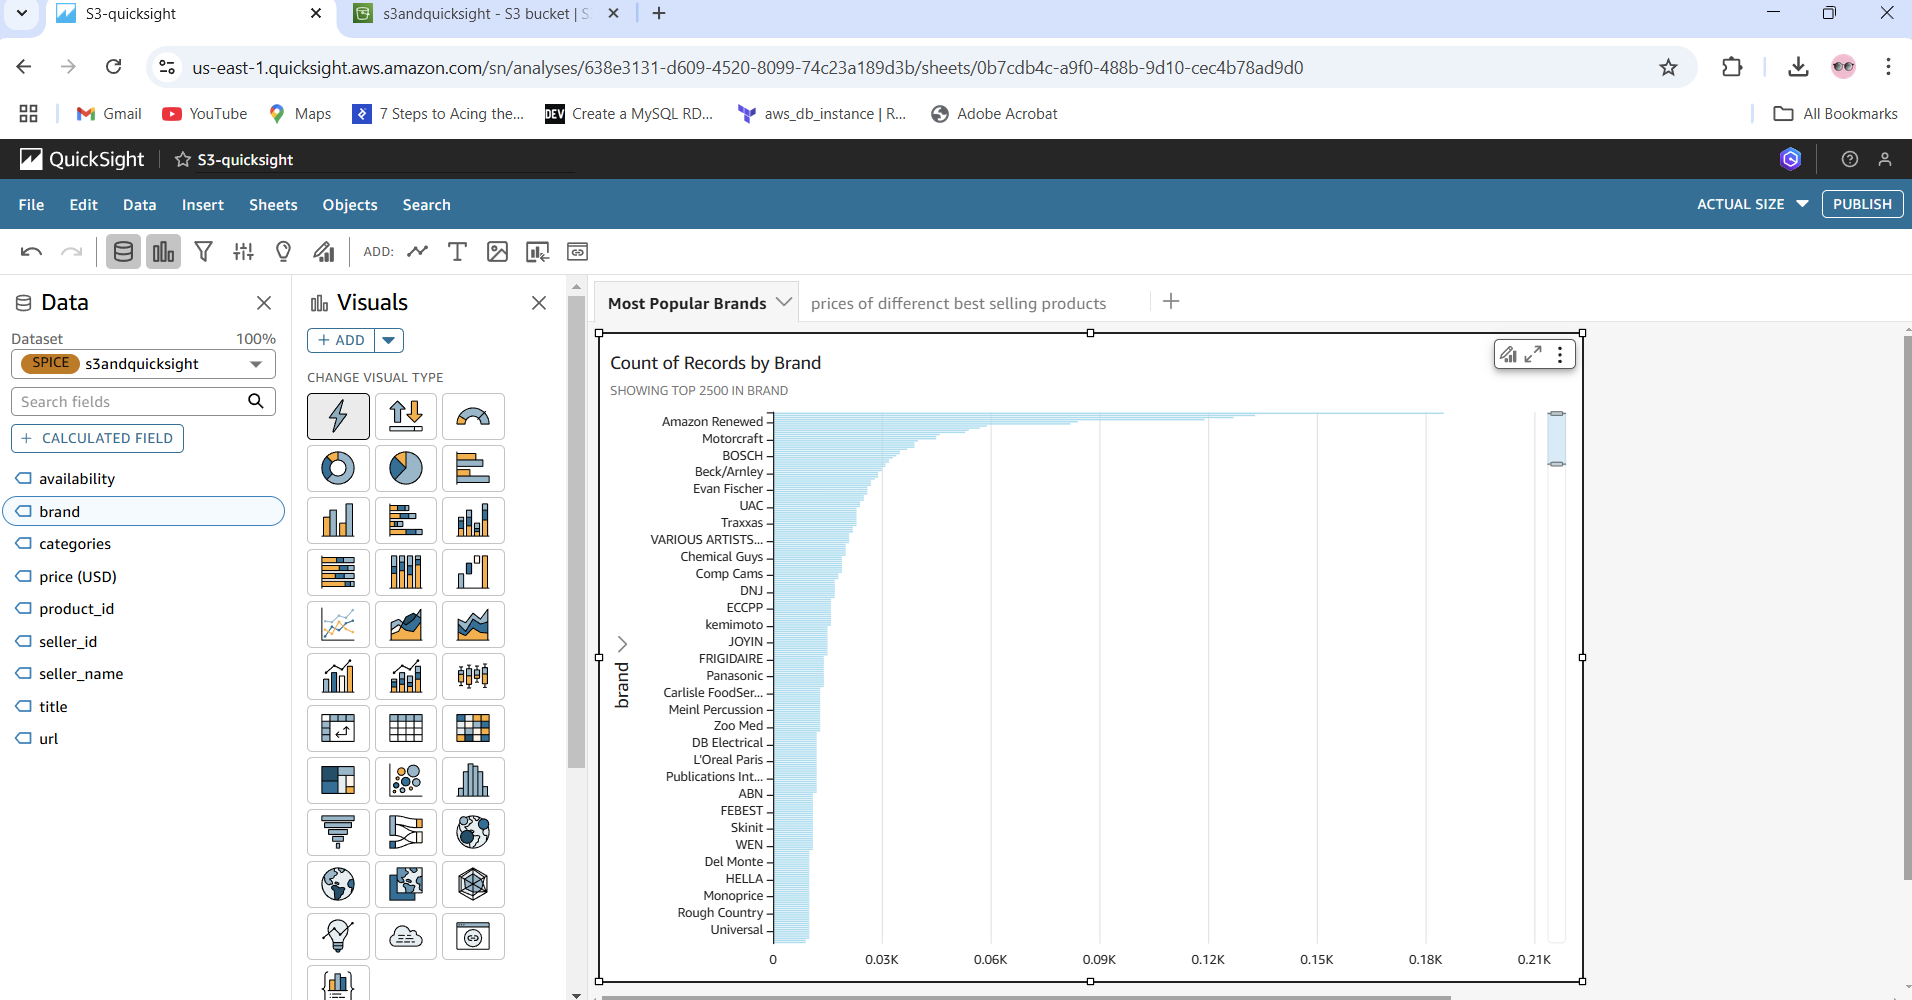 S3-quicksight
s3andquicksight - S3 bucket | S
us-east-1.quicksight.aws.amazon.com/sn/analyses/638e3131-d609-4520-8099-74c23a189d3b/sheets/0b7cdb4c-a9f0-488b-9d10-cec4b78ad9d0
Gmail
YouTube
Maps
7 Steps to Acing the...
DEV
Create a MySQL RD...
aws_db_instance | R...
Adobe Acrobat
All Bookmarks
QuickSight
S3-quicksight
File
Edit
Data
Insert
Sheets
Objects
Search
ACTUAL SIZE
PUBLISH
ADD:
Data
Dataset
100%
SPICE
s3andquicksight
Search fields
+ CALCULATED FIELD
availability
brand
categories
price (USD)
product_id
seller_id
seller_name
title
url
Visuals
+ ADD
CHANGE VISUAL TYPE
Most Popular Brands
prices of differenct best selling products
Count of Records by Brand
SHOWING TOP 2500 IN BRAND
brand
Amazon Renewed
Motorcraft
BOSCH
Beck/Arnley
Evan Fischer
UAC
Traxxas
VARIOUS ARTISTS...
Chemical Guys
Comp Cams
DNJ
ECCPP
kemimoto
JOYIN
FRIGIDAIRE
Panasonic
Carlisle FoodSer...
Meinl Percussion
Zoo Med
DB Electrical
L'Oreal Paris
Publications Int...
ABN
FEBEST
Skinit
WEN
Del Monte
HELLA
Monoprice
Rough Country
Universal
0
0.03K
0.06K
0.09K
0.12K
0.15K
0.18K
0.21K